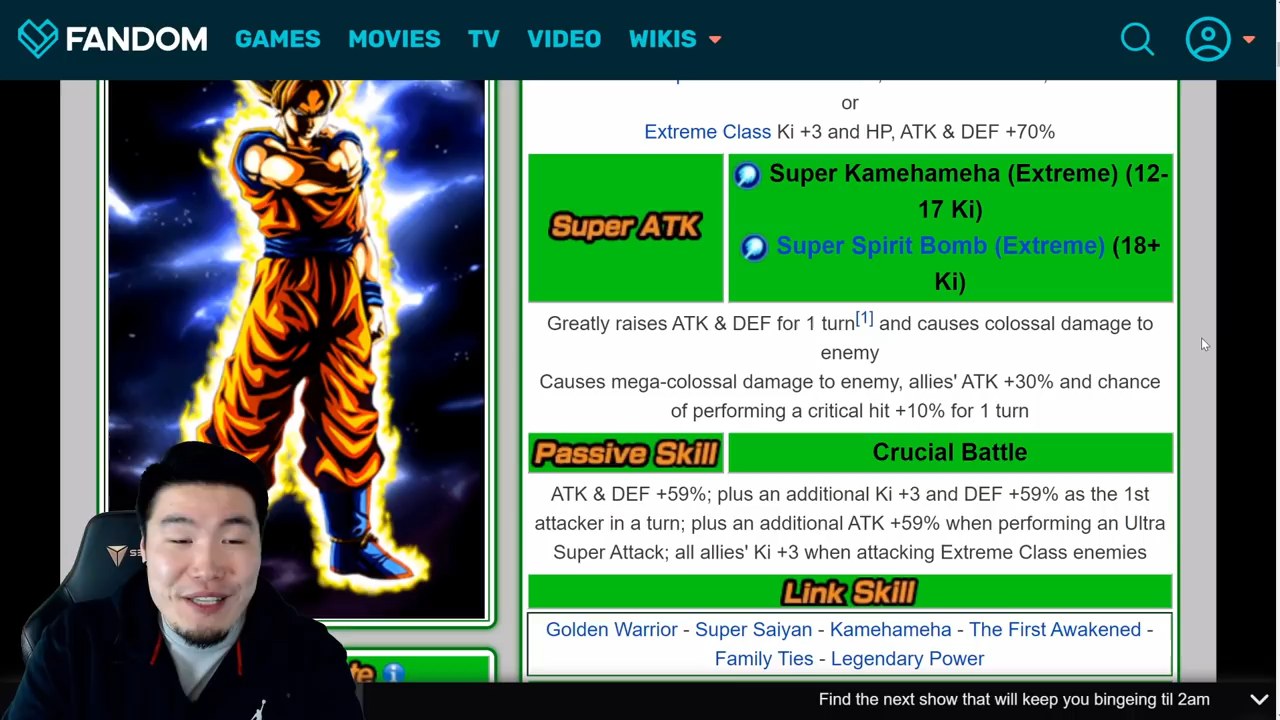 FANDOM GAMES MOVIES TV VIDEO WIKIS
or
Extreme Class Ki +3 and HP, ATK & DEF +70%
Super ATK
Super Kamehameha (Extreme) (12-
17 Ki)
Super Spirit Bomb (Extreme) (18+
Ki)
Greatly raises ATK & DEF for 1 turn[1] and causes colossal damage to
enemy
Causes mega-colossal damage to enemy, allies' ATK +30% and chance
of performing a critical hit +10% for 1 turn
Passive Skill
Crucial Battle
ATK & DEF +59%; plus an additional Ki +3 and DEF +59% as the 1st
attacker in a turn; plus an additional ATK +59% when performing an Ultra
Super Attack; all allies' Ki +3 when attacking Extreme Class enemies
Link Skill
Golden Warrior - Super Saiyan - Kamehameha - The First Awakened -
Family Ties - Legendary Power
Find the next show that will keep you bingeing til 2am